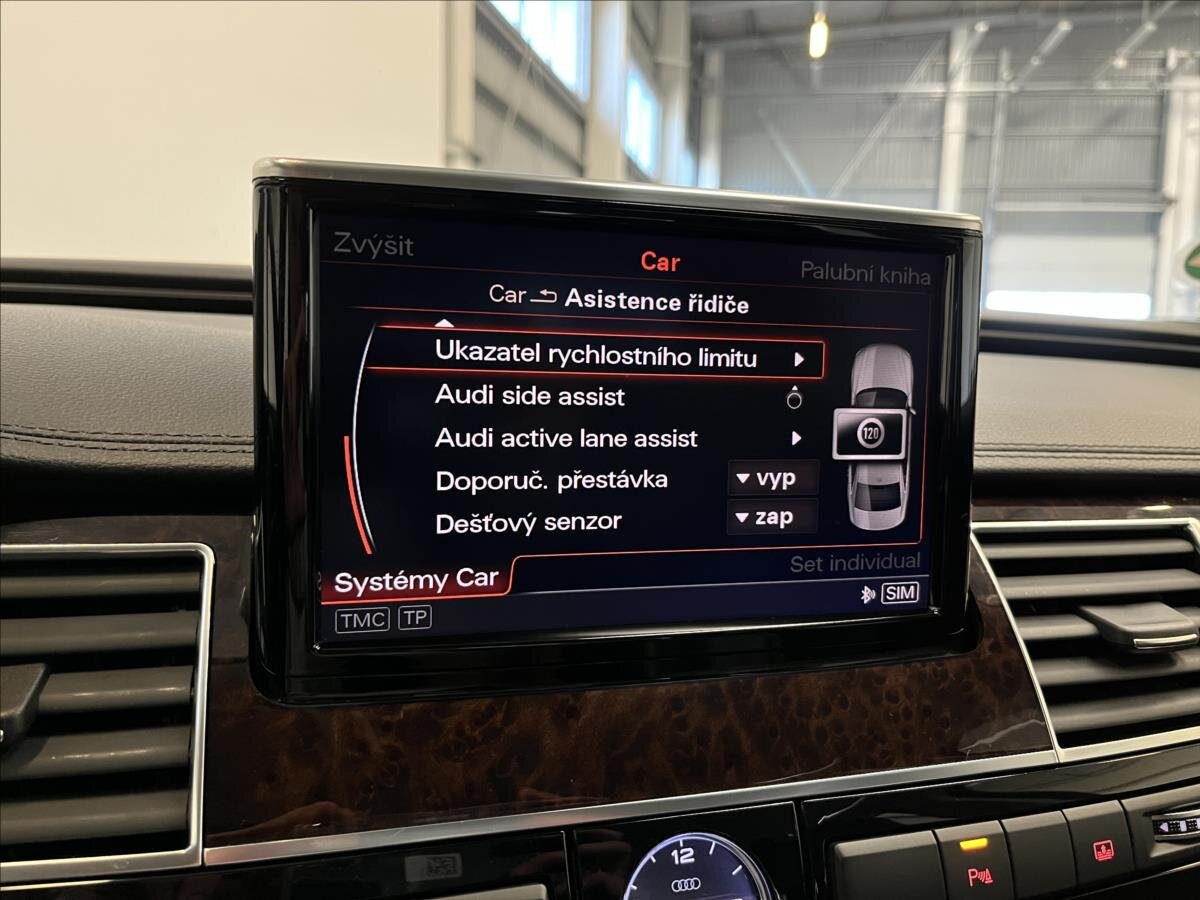 Zvýšit
Car
Palubní kniha
Car Asistence řidiče
Ukazatel rychlostního limitu
Audi side assist
Audi active lane assist
120
Doporuč. přestávka
vyp
Dešťový senzor
zap
Set individual
Systémy Car
SIM
TMC TP
12
P